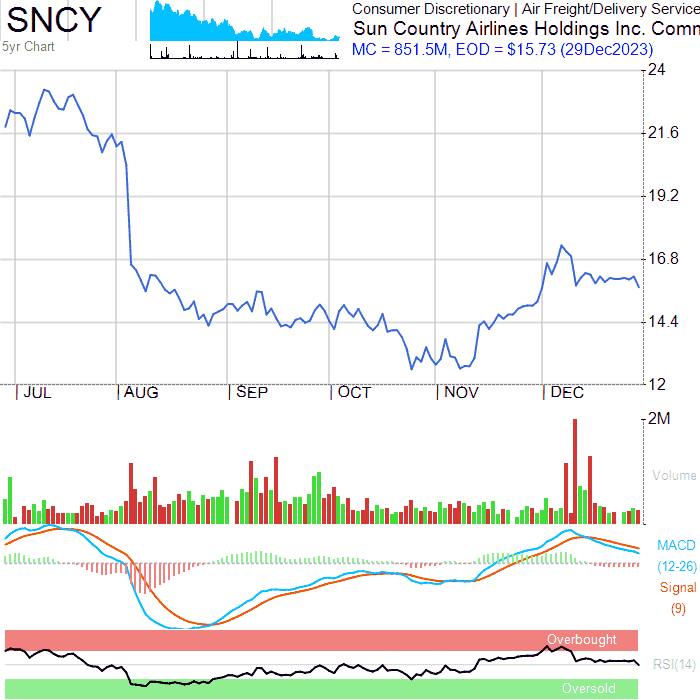 SNCY
5yr Chart
Consumer Discretionary | Air Freight/Delivery Service
Sun Country Airlines Holdings Inc. Comm
MC = 851.5M, EOD = $15.73 (29Dec2023)
24
21.6
19.2
16.8
14.4
12
JUL AUG SEP OCT NOV DEC
2M
Volume
MACD
(12-26)
Signal
(9)
Overbought
RSI(14)
Oversold